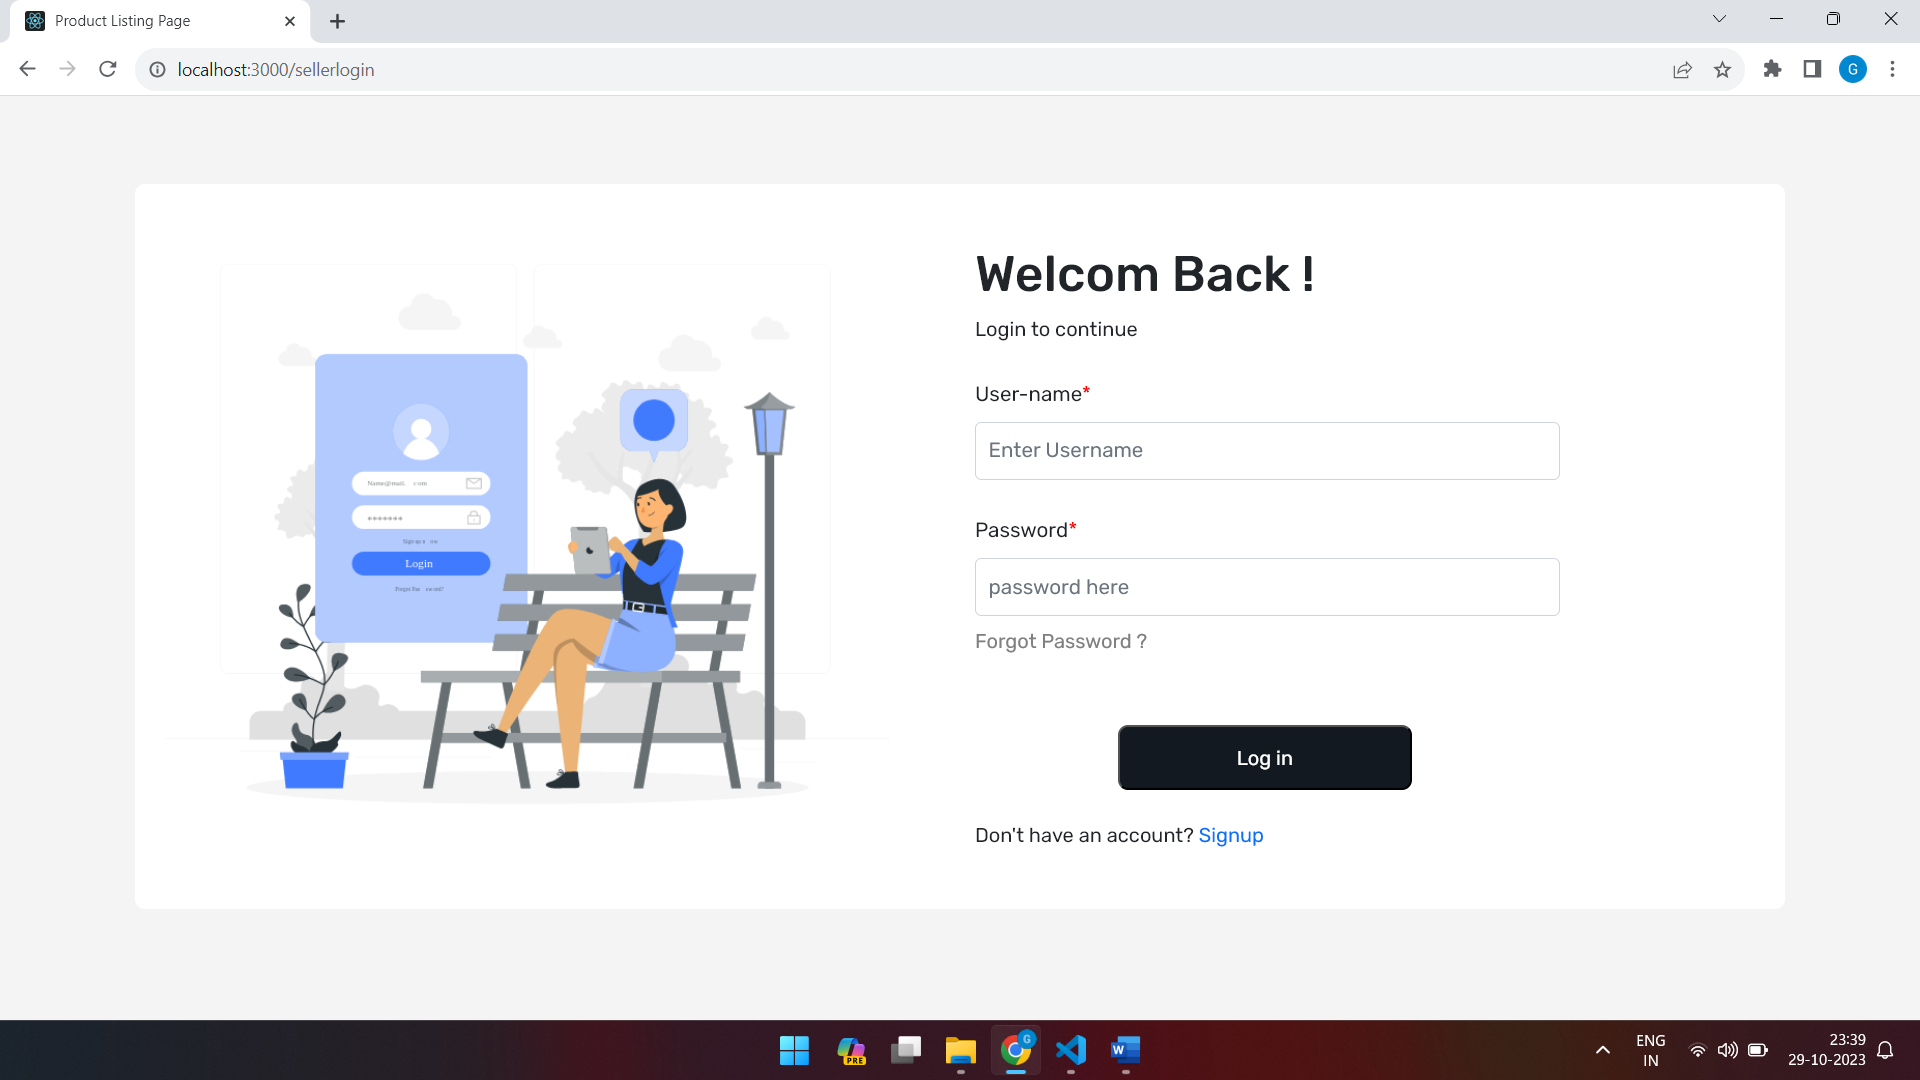 Product Listing Page
localhost:3000/sellerlogin
G
Welcom Back !
Login to continue
User-name*
Enter Username
Password*
password here
Forgot Password ?
Log in
Don't have an account? Signup
Name@mail. com
*******
Login
PRE
G
W
ENG
IN
23:39
29-10-2023